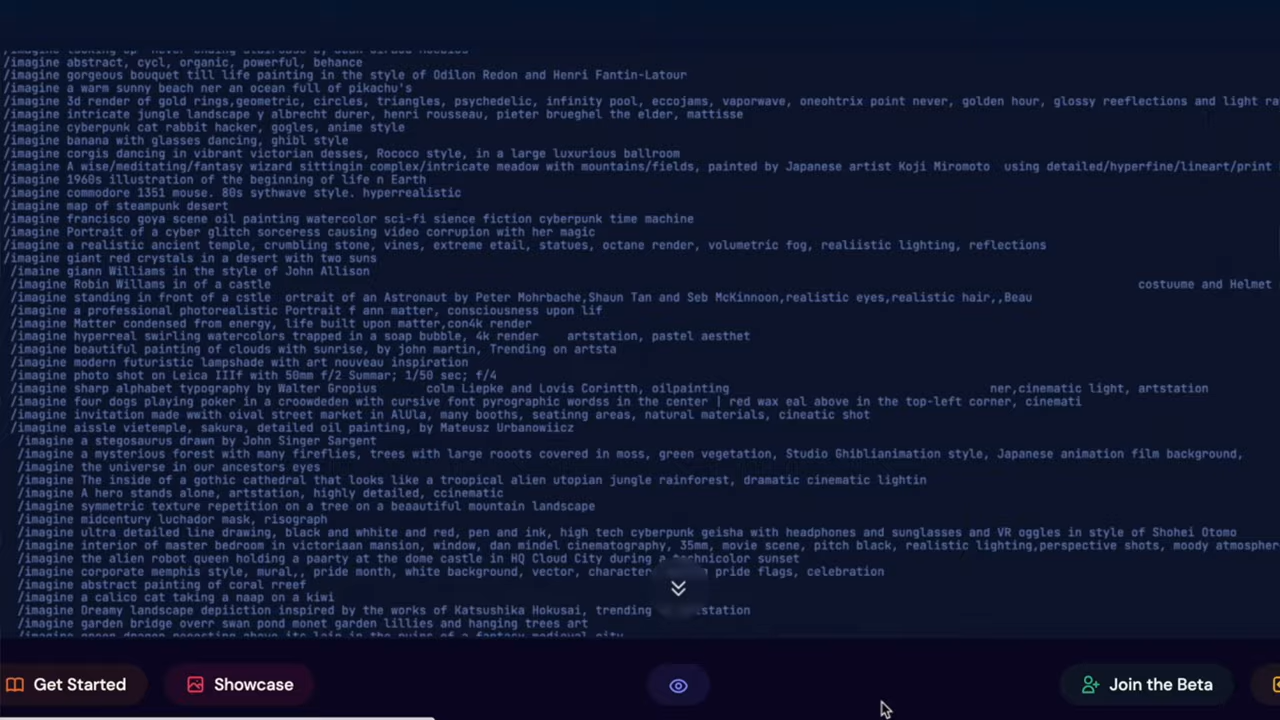 /imagine abstract, cycl, organic, powerful, behance
/imagine gorgeous bouquet till life painting in the style of Odilon Redon and Henri Fantin-Latour
/imagine a warm sunny beach ner an ocean full of pikachu's
/imagine 3d render of gold rings,geometric, circles, triangles, psychedelic, infinity pool, eccojams, vaporwave, oneohtrix point never, golden hour, glossy reeflections and light ra
/imagine intricate jungle landscape y albrecht durer, henri rousseau, pieter brueghel the elder, mattisse
/imagine cyberpunk cat rabbit hacker, gogles, anime style
/imagine banana with glasses dancing, ghibl style
/imagine corgis dancing in vibrant victorian desses, Rococo style, in a large luxurious ballroom
/imagine A wise/meditating/fantasy wizard sittingin complex/intricate meadow with mountains/fields, painted by Japanese artist Koji Miromoto using detailed/hyperfine/lineart/print
/imagine 1960s illustration of the beginning of life n Earth
/imagine commodore 1351 mouse. 80s sythwave style. hyperrealistic
/imagine map of steampunk desert
/imagine francisco goya scene oil painting watercolor sci-fi sience fiction cyberpunk time machine
/imagine Portrait of a cyber glitch sorceress causing video corrupion with her magic
/imagine a realistic ancient temple, crumbling stone, vines, extreme etail, statues, octane render, volumetric fog, realiistic lighting, reflections
/imagine giant red crystals in a desert with two suns
/imagine giann Williams in the style of John Allison
/imagine Robin Willams in of a castle costuume and Helmet
/imagine standing in front of a cstle ortrait of an Astronaut by Peter Mohrbache,Shaun Tan and Seb McKinnoon,realistic eyes,realistic hair,,Beau
/imagine a professional photorealistic Portrait f ann matter, consciousness upon lif
/imagine Matter condensed from energy, life built upon matter,con4k render
/imagine hyperreal swirling watercolors trapped in a soap bubble, 4k render artstation, pastel aesthet
/imagine beautiful painting of clouds with sunrise, by john martin, Trending on artsta
/imagine modern futuristic lampshade with art nouveau inspiration
/imagine photo shot on Leica IIIf with 50mm f/2 Summar; 1/50 sec; f/4
/imagine sharp alphabet typography by Walter Gropius colm Liepke and Lovis Corintth, oilpainting ner,cinematic light, artstation
/imagine four dogs playing poker in a croowdeden with cursive font pyrographic wordss in the center | red wax eal above in the top-left corner, cinemati
/imagine invitation made wwith oival street market in AlUla, many booths, seatinng areas, natural materials, cineatic shot
/imagine aissle vietemple, sakura, detailed oil painting, by Mateusz Urbanowiicz
/imagine a stegosaurus drawn by John Singer Sargent
/imagine a mysterious forest with many fireflies, trees with large rooots covered in moss, green vegetation, Studio Ghiblianimation style, Japanese animation film background,
/imagine the universe in our ancestors eyes
/imagine The inside of a gothic cathedral that looks like a troopical alien utopian jungle rainforest, dramatic cinematic lightin
/imagine A hero stands alone, artstation, highly detailed, ccinematic
/imagine symmetric texture repetition on a tree on a beaautiful mountain landscape
/imagine midcentury luchador mask, risograph
/imagine ultra detailed line drawing, black and whhite and red, pen and ink, high tech cyberpunk geisha with headphones and sunglasses and VR oggles in style of Shohei Otomo
/imagine interior of master bedroom in victoriaan mansion, window, dan mindel cinematography, 35mm, movie scene, pitch black, realistic lighting,perspective shots, moody atmospher
/imagine the alien robot queen holding a paarty at the dome castle in HQ Cloud City during a technicolor sunset
/imagine corporate memphis style, mural,, pride month, white background, vector, character pride flags, celebration
/imagine abstract painting of coral rreef
/imagine a calico cat taking a naap on a kiwi
/imagine Dreamy landscape depiiction inspired by the works of Katsushika Hokusai, trending station
/imagine garden bridge overr swan pond monet garden lillies and hanging trees art
Get Started
Showcase
Join the Beta